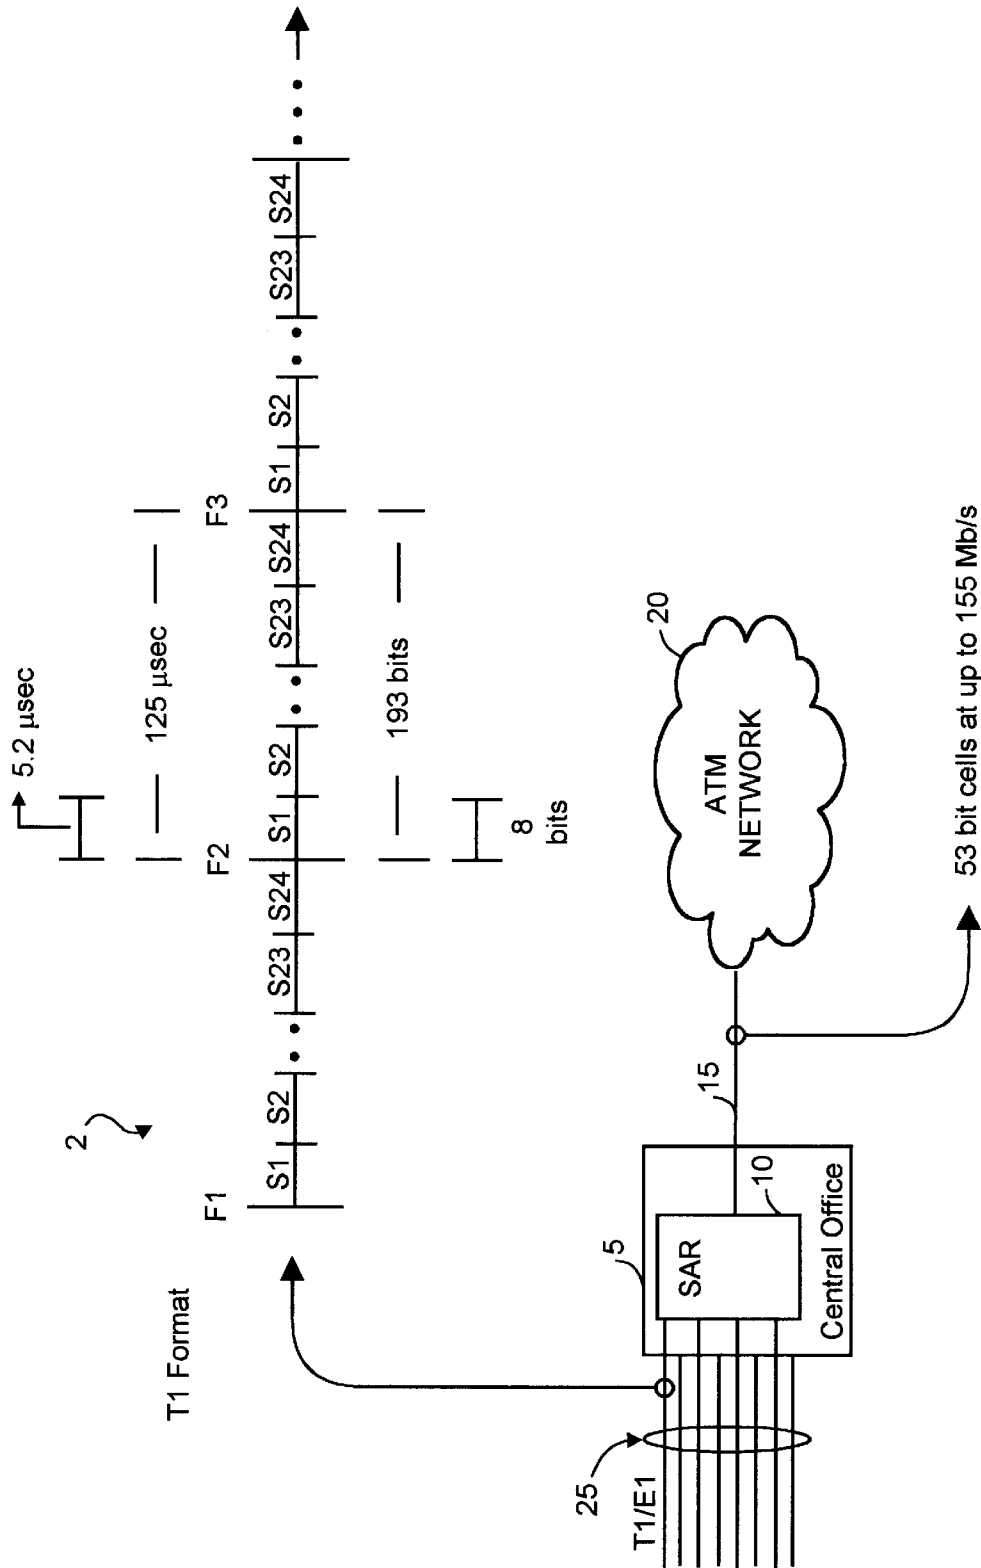 5.2 μsec
125 μsec
2
T1 Format
F1
F2
F3
S1
S2
S23
S24
S1
S2
S23
S24
S1
S2
S23
S24
193 bits
8
bits
25
T1/E1
5
SAR
10
Central Office
15
20
ATM
NETWORK
53 bit cells at up to 155 Mb/s